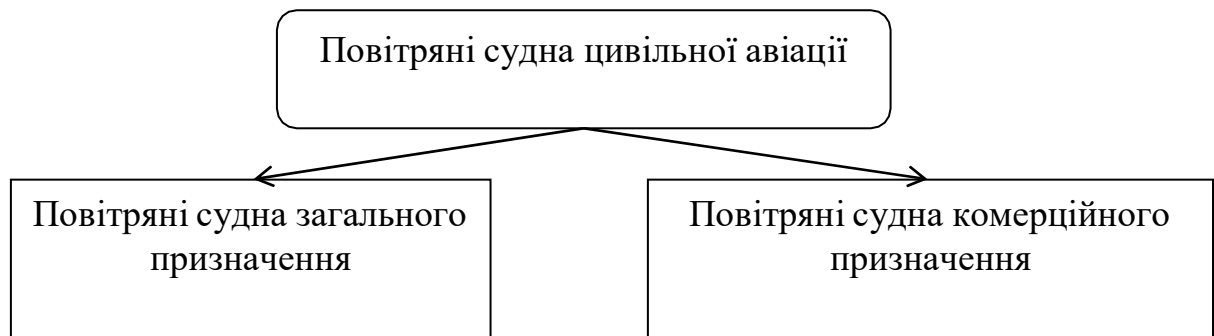 Повітряні судна цивільної авіації
Повітряні судна загального
призначення
Повітряні судна комерційного
призначення